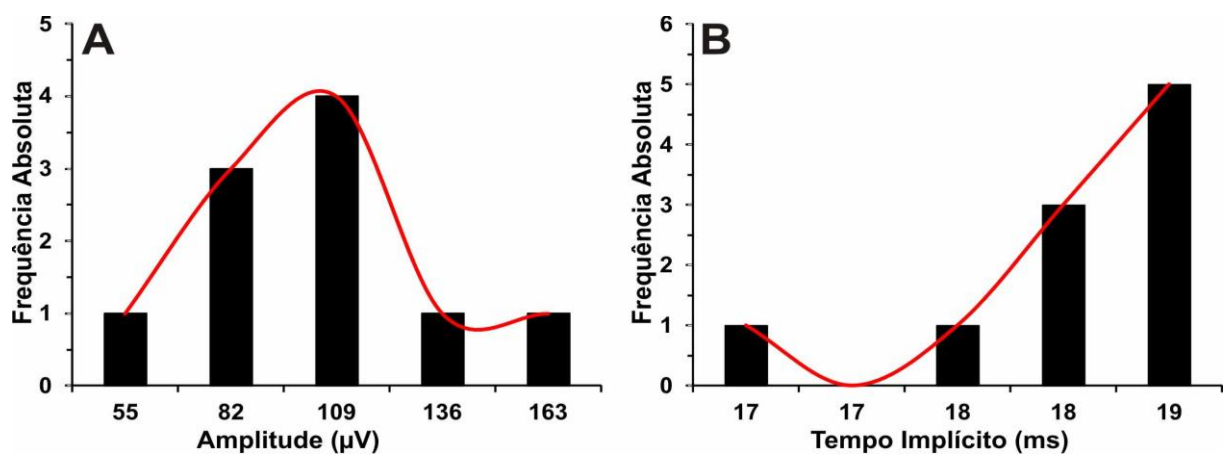 A
Frequência Absoluta
5
4
3
2
1
0
55 82 109 136 163
Amplitude (µV)
B
Frequência Absoluta
6
5
4
3
2
1
0
17 17 18 18 19
Tempo Implícito (ms)